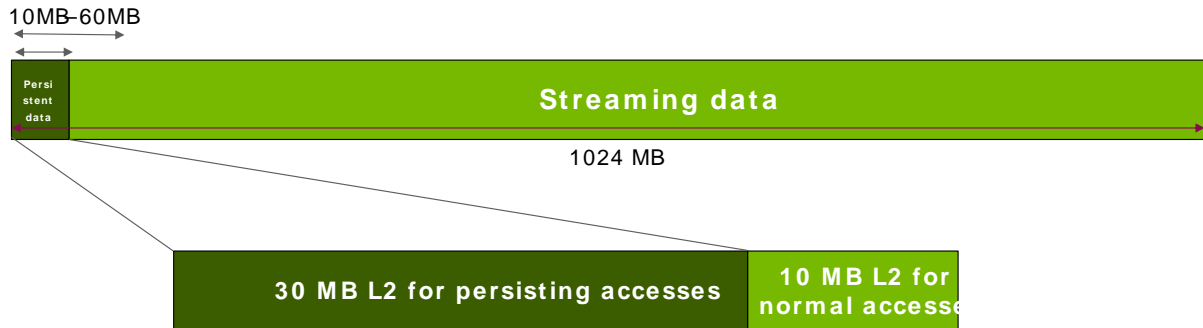 10MB–60MB
Persi
stent
data
Streaming data
1024 MB
30 MB L2 for persisting accesses
10 MB L2 for
normal accesse